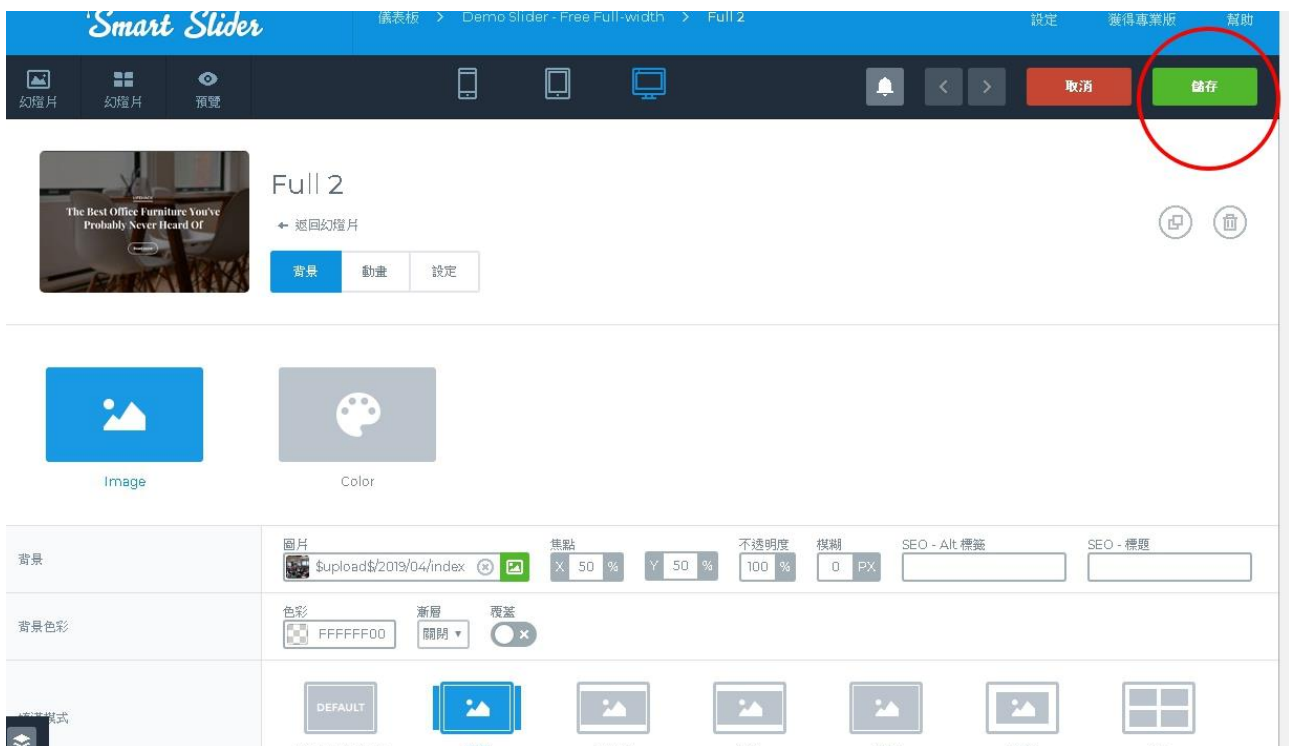 Smart Slider
儀表板 > Demo Slider - Free Full-width > Full 2
設定 獲得專業版 幫助
幻燈片 幻燈片 預覽
取消 儲存
The Best Office Furniture You've
Probably Never Heard Of
Full 2
← 返回幻燈片
背景 動畫 設定
Image Color
背景
圖片 焦點 不透明度 模糊 SEO - Alt 標籤 SEO - 標題
$upload$/2019/04/index X 50 % Y 50 % 100 % 0 PX
背景色彩
色彩 漸層 覆蓋
FFFFFF00 關閉
模式
DEFAULT